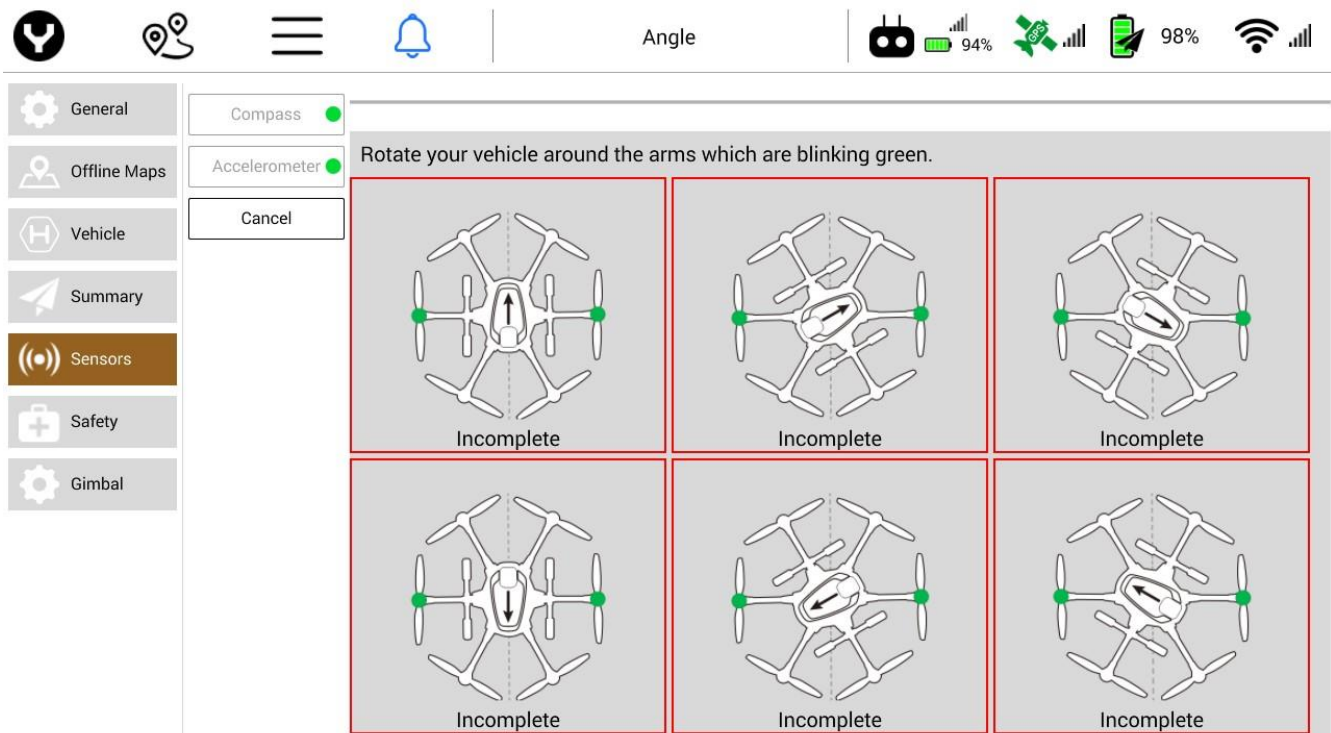 Angle
94%
GPS
98%
General
Offline Maps
Vehicle
Summary
Sensors
Safety
Gimbal
Compass
Accelerometer
Cancel
Rotate your vehicle around the arms which are blinking green.
Incomplete
Incomplete
Incomplete
Incomplete
Incomplete
Incomplete